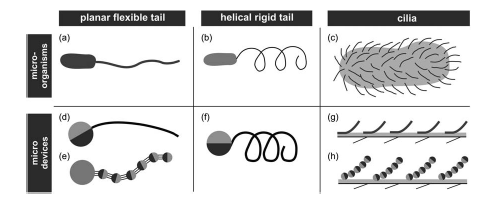 planar flexible tail
helical rigid tail
cilia
micro-
organisms
(a)
(b)
(c)
micro
devices
(d)
(e)
(f)
(g)
(h)